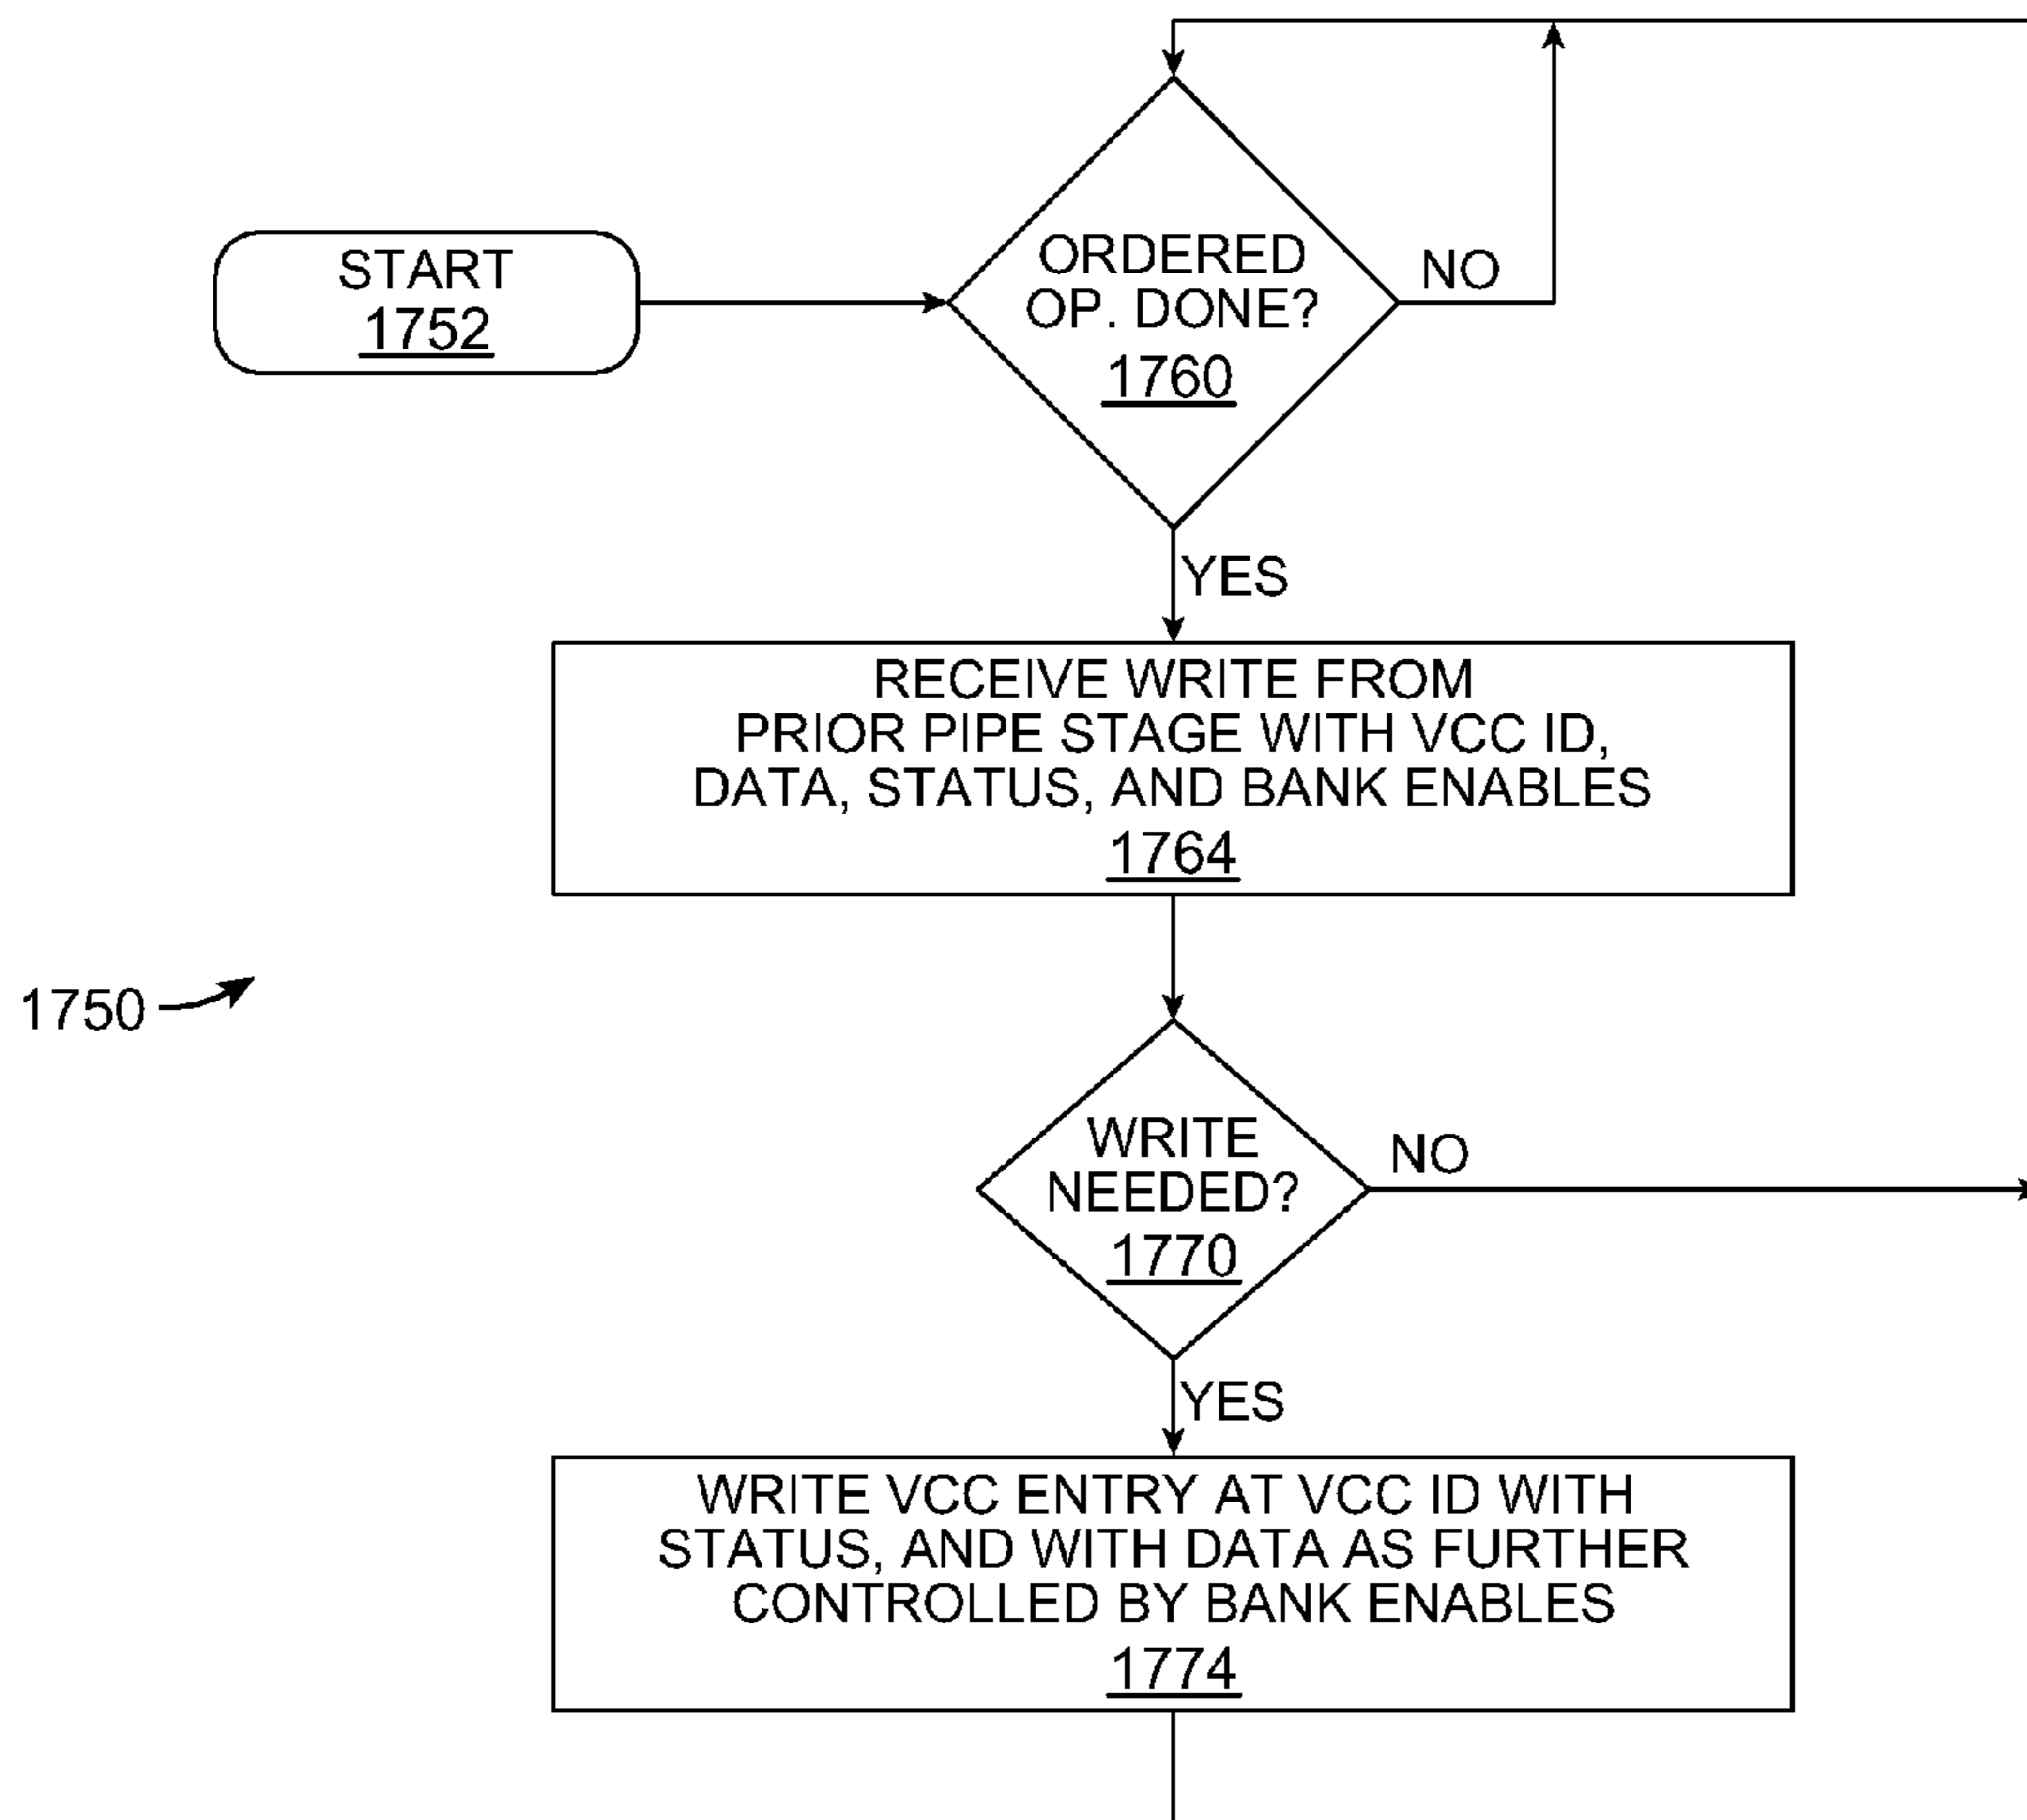 START
1752
ORDERED
OP. DONE?
1760
NO
YES
RECEIVE WRITE FROM
PRIOR PIPE STAGE WITH VCC ID,
DATA, STATUS, AND BANK ENABLES
1764
1750
WRITE
NEEDED?
1770
NO
YES
WRITE VCC ENTRY AT VCC ID WITH
STATUS, AND WITH DATA AS FURTHER
CONTROLLED BY BANK ENABLES
1774